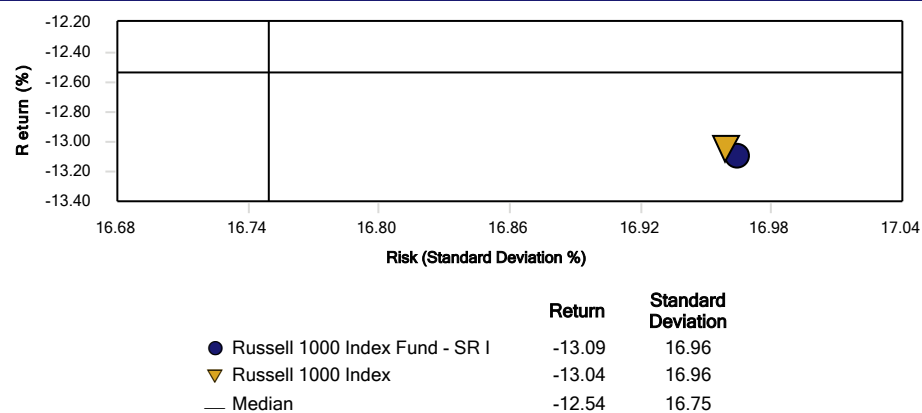 -12.20
-12.40
-12.60
-12.80
-13.00
-13.20
-13.40
Return (%)
16.68 16.74 16.80 16.86 16.92 16.98 17.04
Risk (Standard Deviation %)
Return Standard Deviation
Russell 1000 Index Fund - SR I -13.09 16.96
Russell 1000 Index -13.04 16.96
Median -12.54 16.75